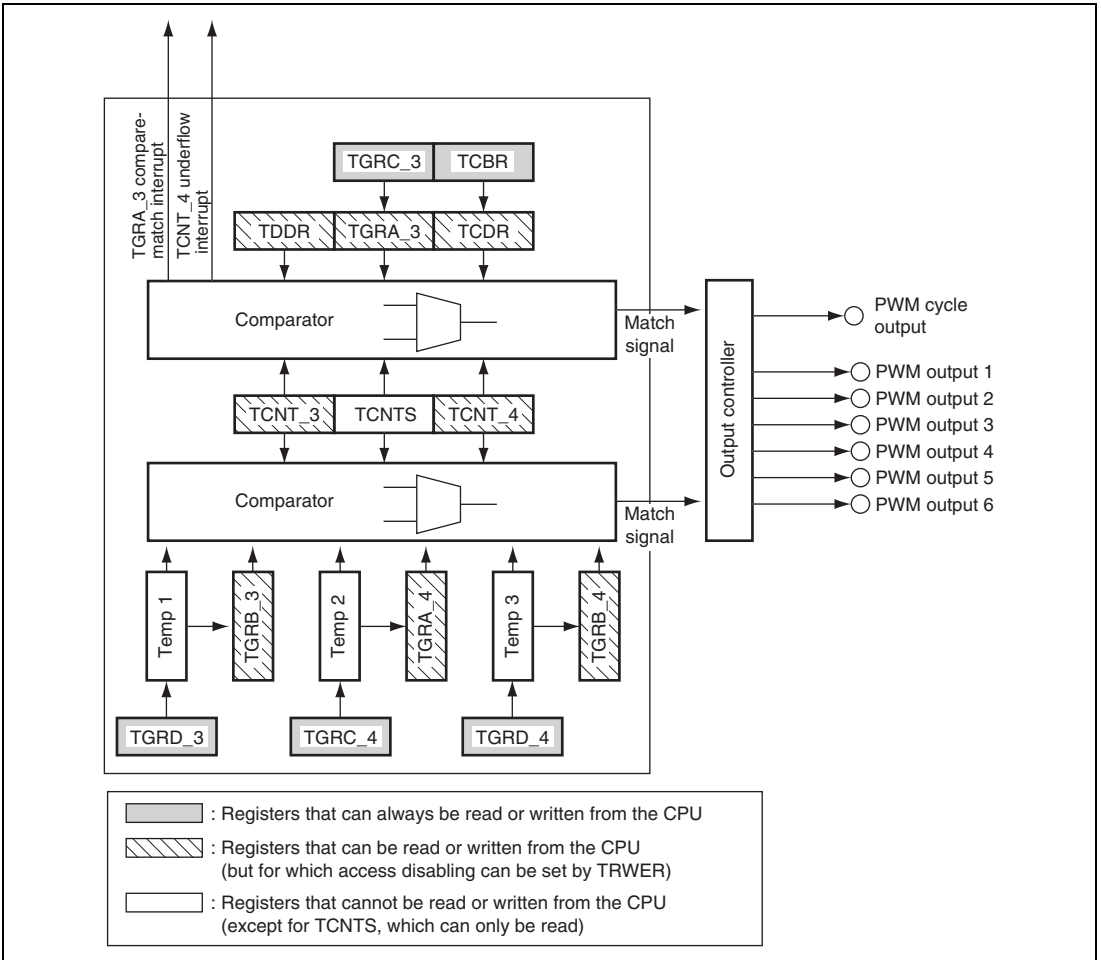 TGRA_3 compare-
match interrupt
TCNT_4 underflow
interrupt
TGRC_3
TCBR
TDDR
TGRA_3
TCDR
Comparator
Match
signal
TCNT_3
TCNTS
TCNT_4
Comparator
Match
signal
Output controller
PWM cycle
output
PWM output 1
PWM output 2
PWM output 3
PWM output 4
PWM output 5
PWM output 6
Temp 1
TGRB_3
Temp 2
TGRA_4
Temp 3
TGRB_4
TGRD_3
TGRC_4
TGRD_4
: Registers that can always be read or written from the CPU
: Registers that can be read or written from the CPU
(but for which access disabling can be set by TRWER)
: Registers that cannot be read or written from the CPU
(except for TCNTS, which can only be read)